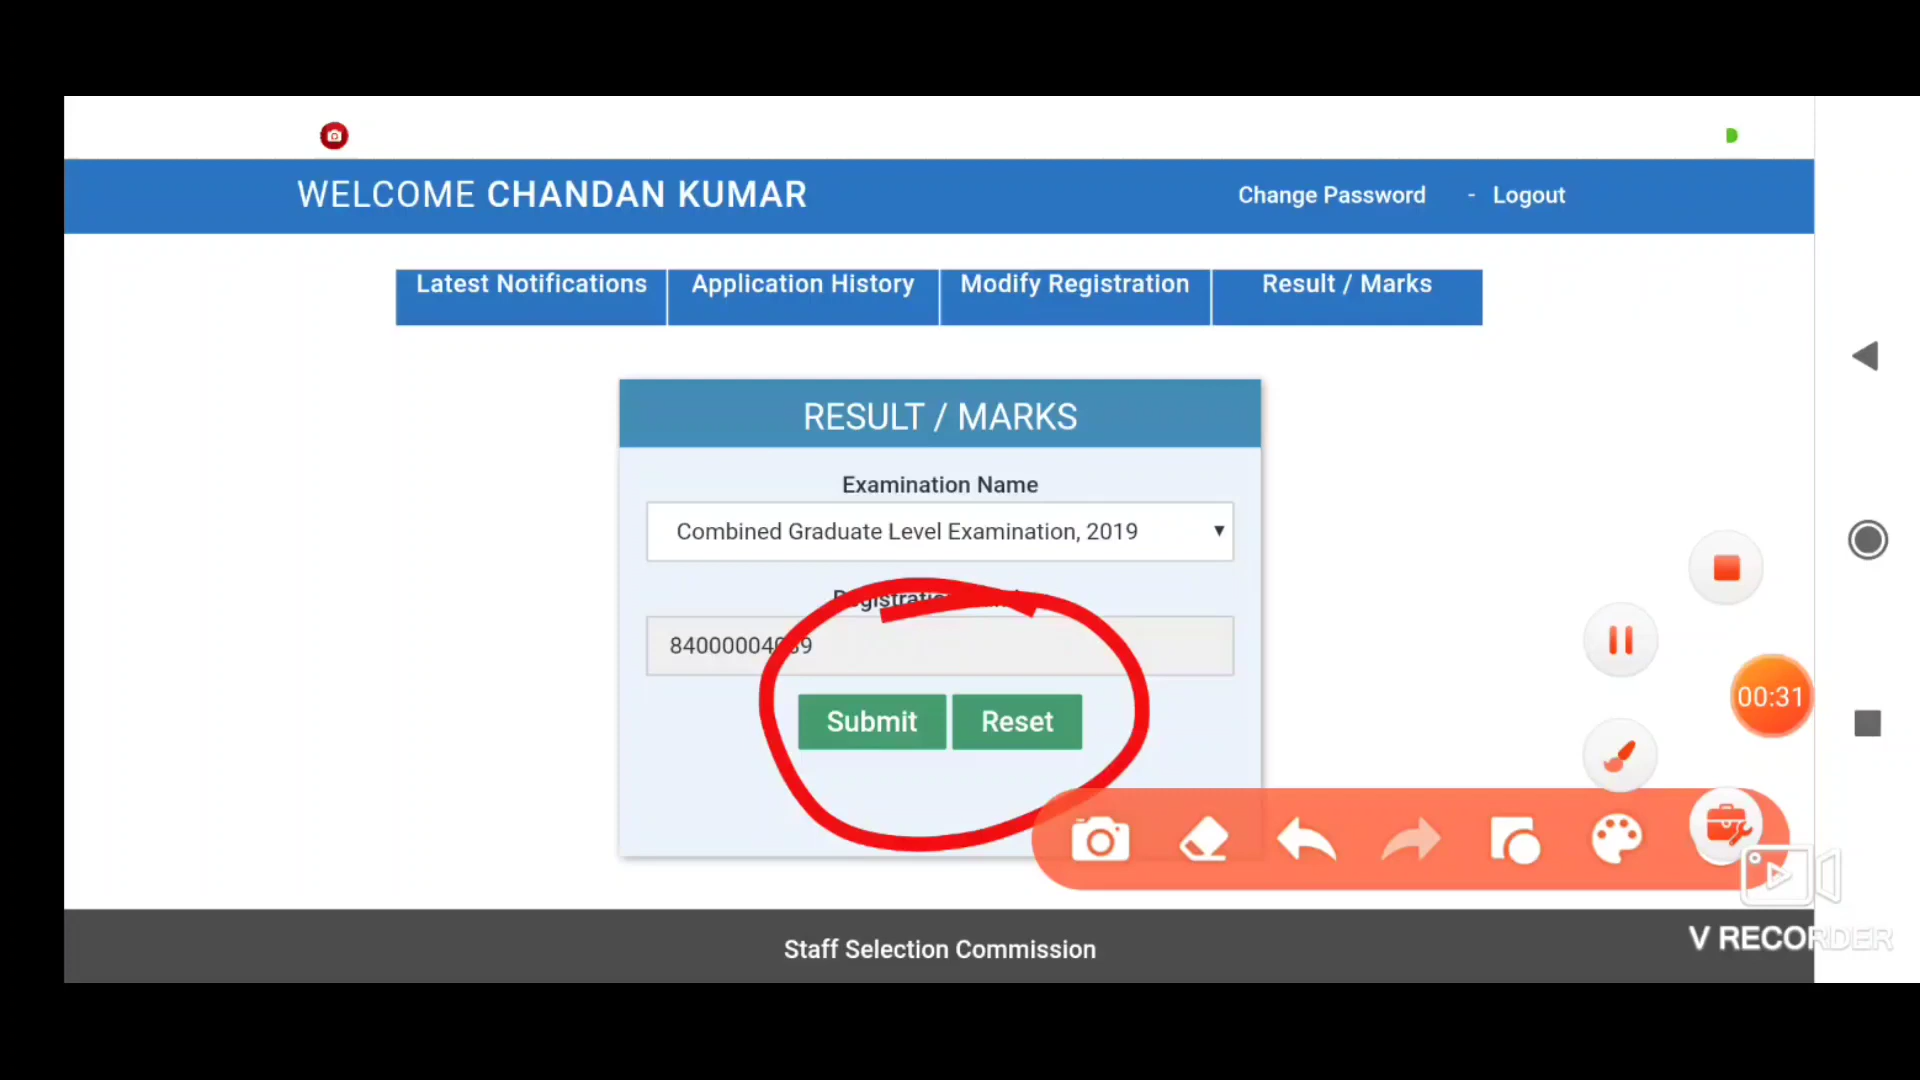 WELCOME CHANDAN KUMAR
Change Password - Logout
Latest Notifications
Application History
Modify Registration
Result / Marks
RESULT / MARKS
Examination Name
Combined Graduate Level Examination, 2019
Submit
Reset
00:31
Staff Selection Commission
V RECORDER